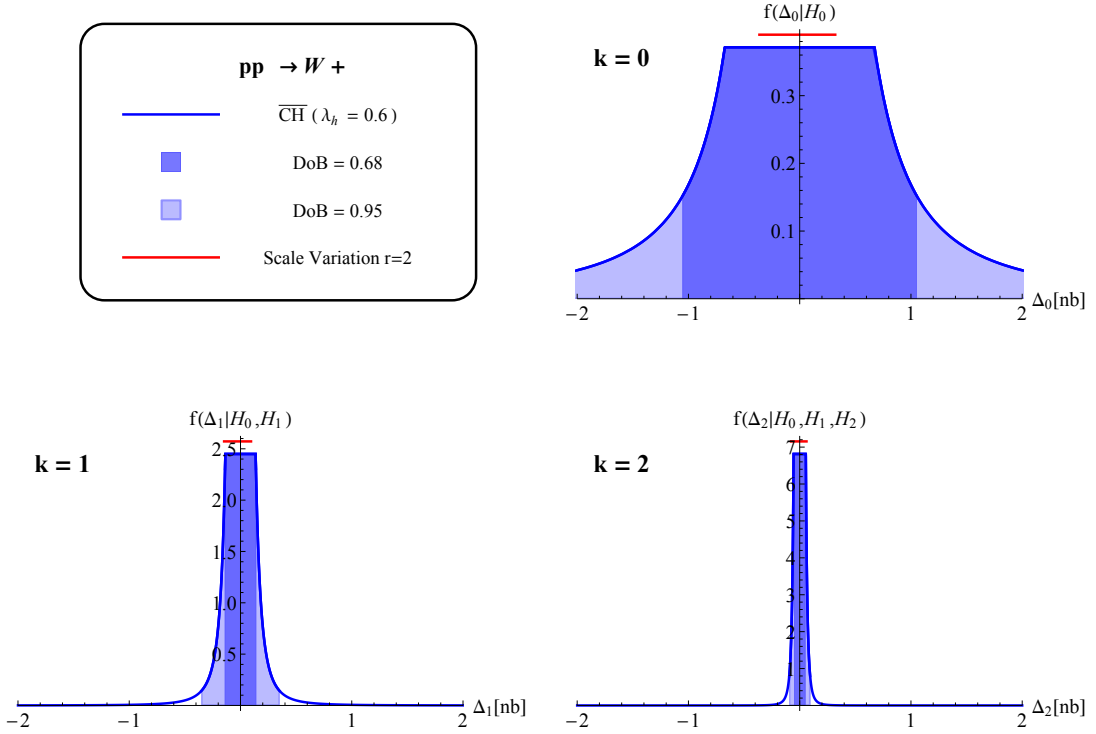 pp → W +
CH ( λh = 0.6 )
DoB = 0.68
DoB = 0.95
Scale Variation r=2
f(Δ0|H0)
k = 0
0.3
0.2
0.1
−2 −1 1 2 Δ0[nb]
f(Δ1|H0,H1)
k = 1
2.5
2.0
1.5
1.0
0.5
−2 −1 1 2 Δ1[nb]
f(Δ2|H0,H1,H2)
k = 2
7
6
5
4
3
2
1
−2 −1 1 2 Δ2[nb]